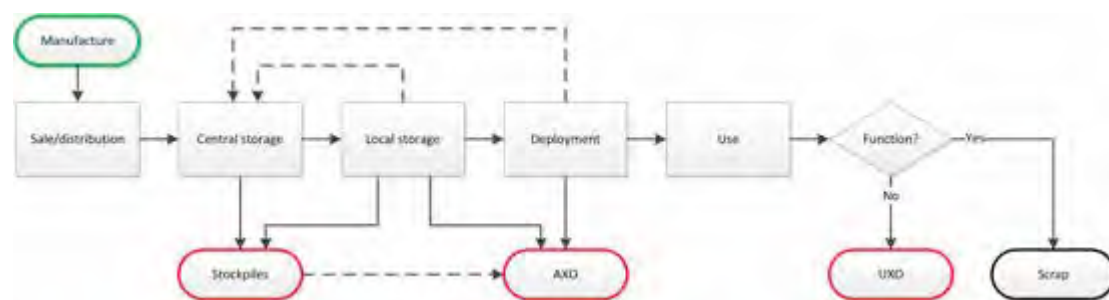 Manufacture
Sale/distribution
Central storage
Local storage
Deployment
Use
Function?
Yes
No
Stockpiles
AXO
UXO
Scrap